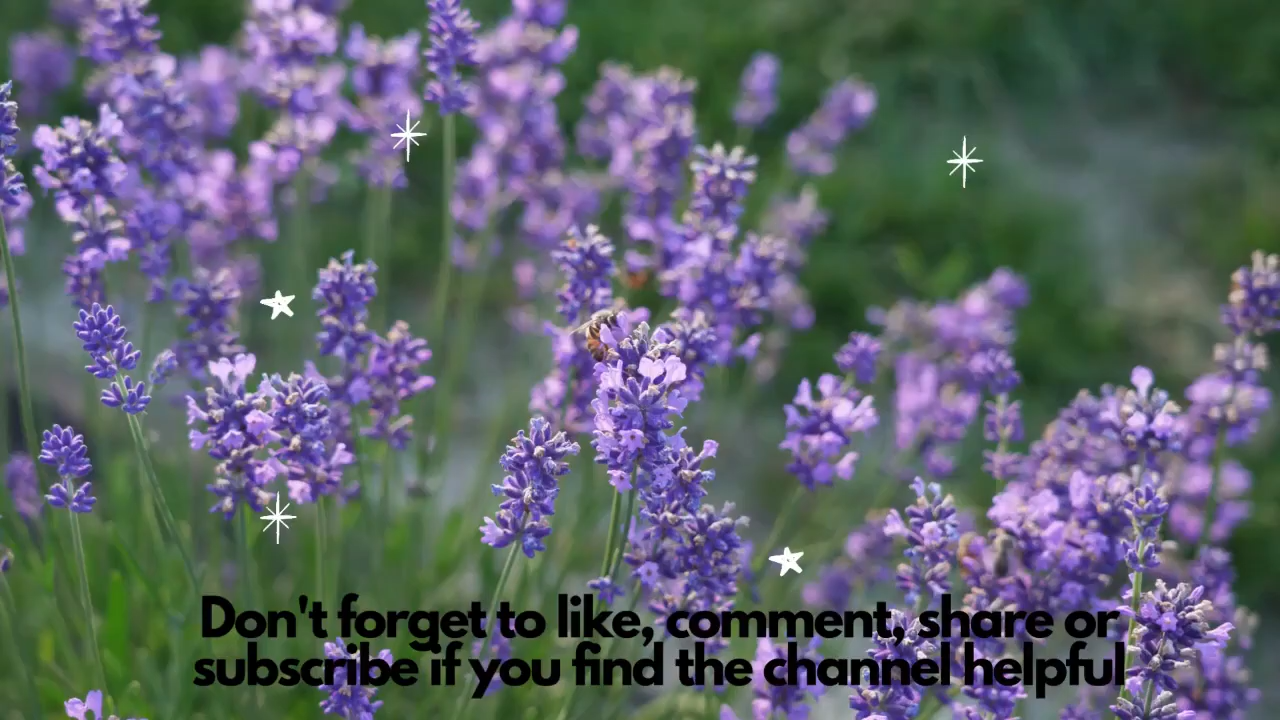 Don't forget to like, comment, share or
subscribe if you find the channel helpful